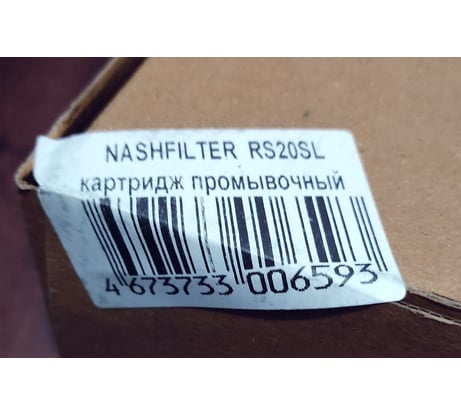 NASHFILTER RS20SL
картридж промывочный
4 673733 006593